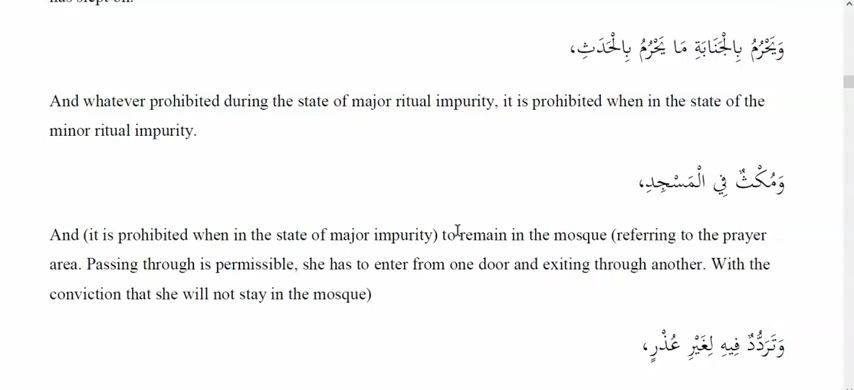 has slept on.
وَيَحْرُمُ بِالْجَنَابَةِ مَا يَحْرُمُ بِالْحَدَثِ،
And whatever prohibited during the state of major ritual impurity, it is prohibited when in the state of the
minor ritual impurity.
وَمُكْثٌ فِي الْمَسْجِدِ،
And (it is prohibited when in the state of major impurity) to remain in the mosque (referring to the prayer
area. Passing through is permissible, she has to enter from one door and exiting through another. With the
conviction that she will not stay in the mosque)
وَتَرَدُّدٌ فِيهِ لِغَيْرِ عُذْرٍ،